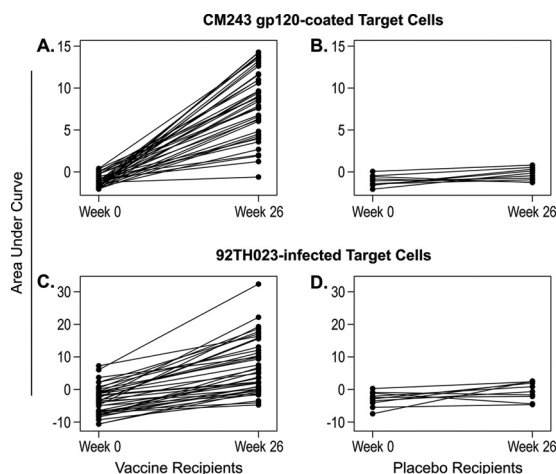 CM243 gp120-coated Target Cells
A.
B.
15
10
5
0
Week 0
Week 26
15
10
5
0
Week 0
Week 26
Area Under Curve
92TH023-infected Target Cells
C.
D.
30
20
10
0
-10
Week 0
Week 26
30
20
10
0
-10
Week 0
Week 26
Vaccine Recipients
Placebo Recipients